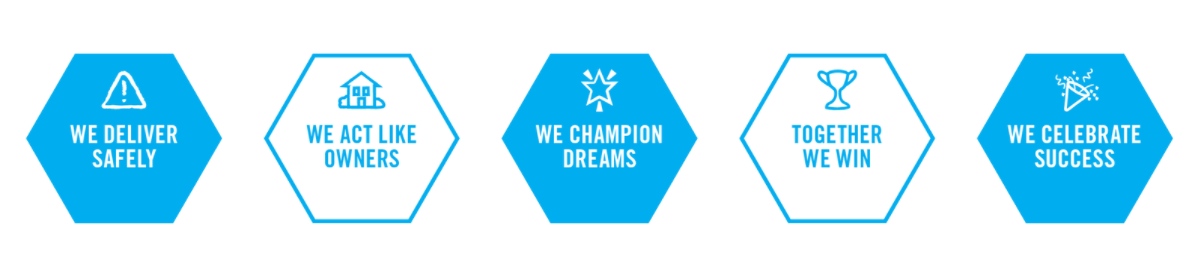 WE DELIVER
SAFELY
WE ACT LIKE
OWNERS
WE CHAMPION
DREAMS
TOGETHER
WE WIN
WE CELEBRATE
SUCCESS